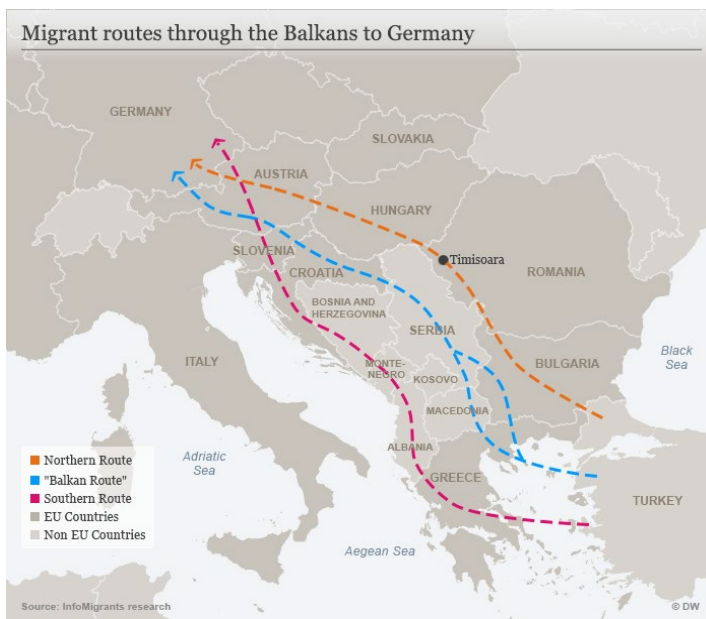 Migrant routes through the Balkans to Germany
GERMANY
SLOVAKIA
AUSTRIA
HUNGARY
Timisoara
SLOVENIA
CROATIA
ROMANIA
BOSNIA AND
HERZEGOVINA
SERBIA
Black
Sea
ITALY
MONTE-
NEGRO
BULGARIA
KOSOVO
MACEDONIA
ALBANIA
Adriatic
Sea
GREECE
TURKEY
Northern Route
"Balkan Route"
Southern Route
EU Countries
Non EU Countries
Aegean Sea
Source: InfoMigrants research
© DW